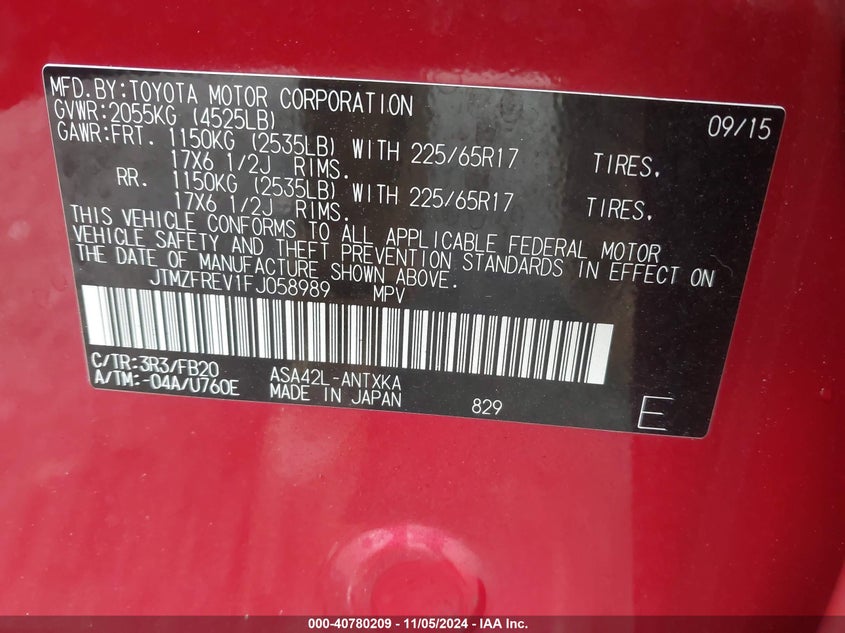 MFD.BY:TOYOTA MOTOR CORPORATION 09/15
GVWR:2055KG (4525LB)
GAWR:FRT. 1150KG (2535LB) WITH 225/65R17 TIRES,
17X6 1/2J RIMS.
RR. 1150KG (2535LB) WITH 225/65R17 TIRES,
17X6 1/2J RIMS.
THIS VEHICLE CONFORMS TO ALL APPLICABLE FEDERAL MOTOR
VEHICLE SAFETY AND THEFT PREVENTION STANDARDS IN EFFECT ON
THE DATE OF MANUFACTURE SHOWN ABOVE.
JTMZFREV1FJ058989 MPV
C/TR:3R3/FB20 ASA42L-ANTXKA
A/TM:-04A/U760E MADE IN JAPAN 829 E
000-40780209 - 11/05/2024 - IAA Inc.